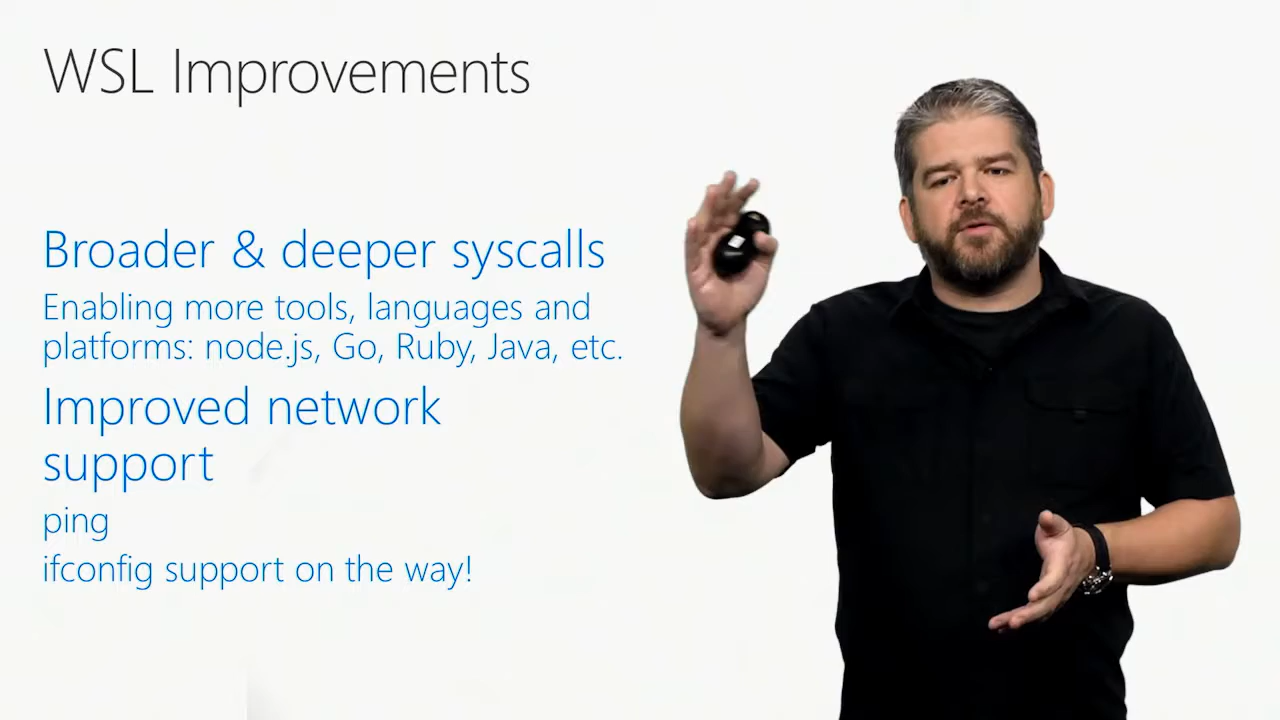 WSL Improvements
Broader & deeper syscalls
Enabling more tools, languages and
platforms: node.js, Go, Ruby, Java, etc.
Improved network
support
ping
ifconfig support on the way!